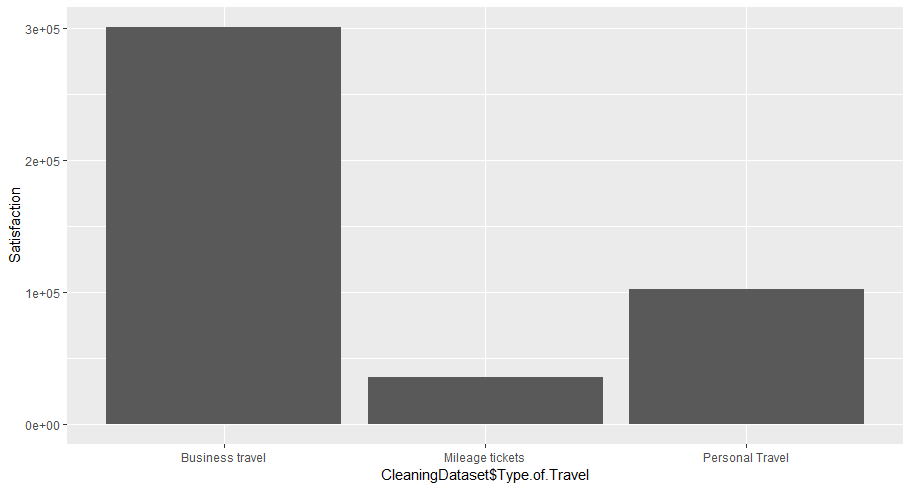 3e+05
2e+05
1e+05
0e+00
Satisfaction
Business travel
Mileage tickets
Personal Travel
CleaningDataset$Type.of.Travel